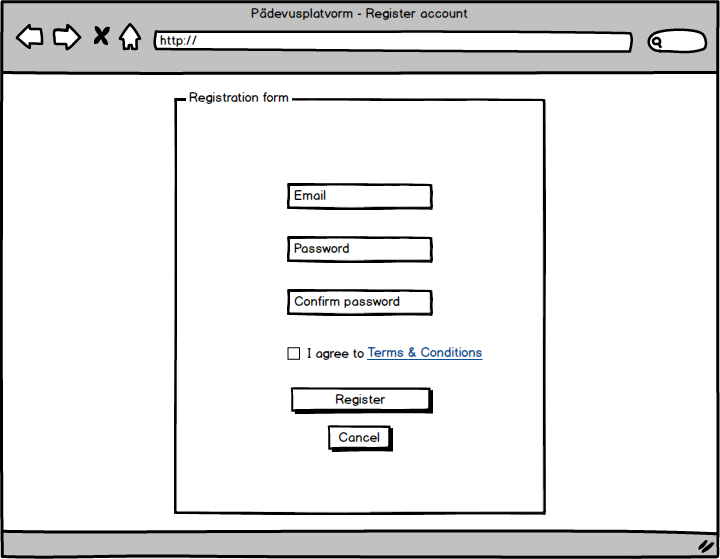 Pädevusplatvorm - Register account
http://
Registration form
Email
Password
Confirm password
I agree to Terms & Conditions
Register
Cancel